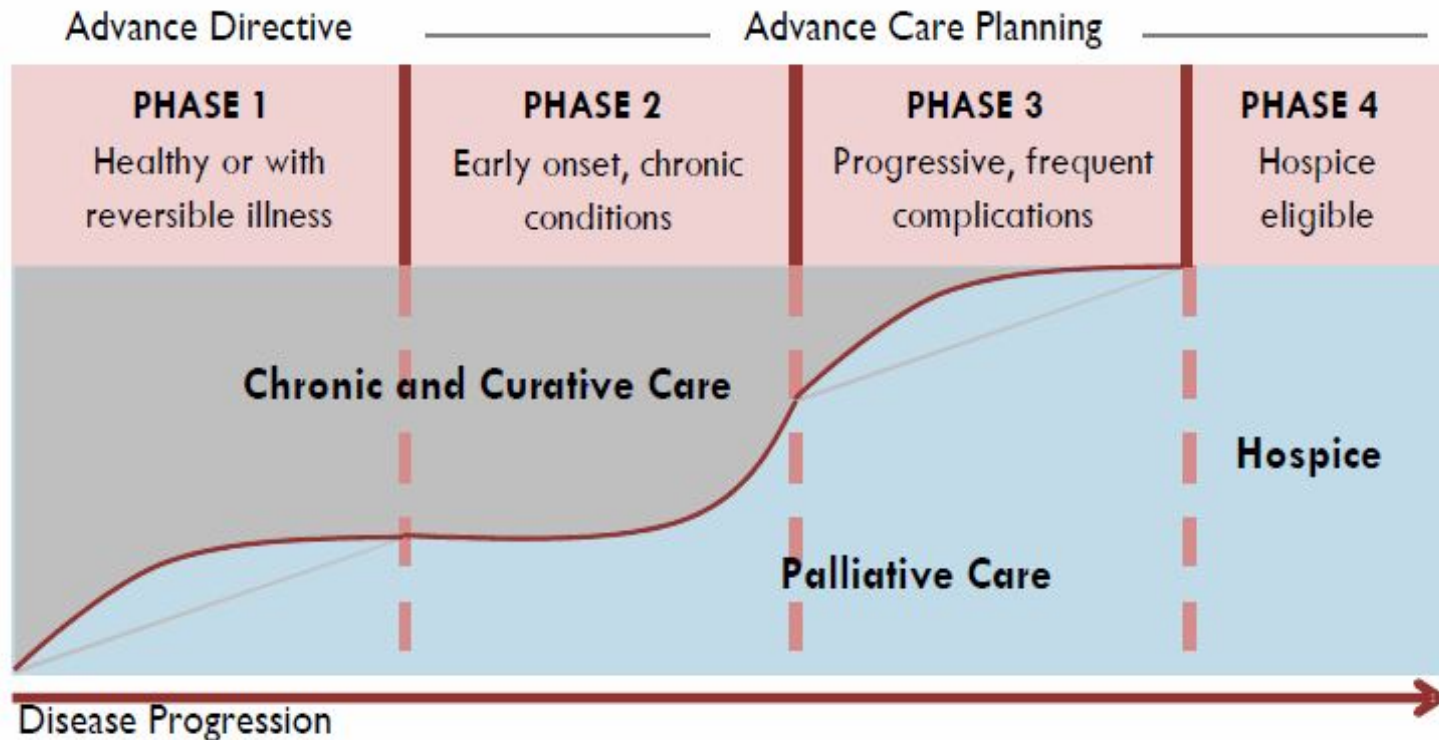 Advance Directive Advance Care Planning
PHASE 1
Healthy or with
reversible illness
PHASE 2
Early onset, chronic
conditions
PHASE 3
Progressive, frequent
complications
PHASE 4
Hospice
eligible
Chronic and Curative Care
Hospice
Palliative Care
Disease Progression